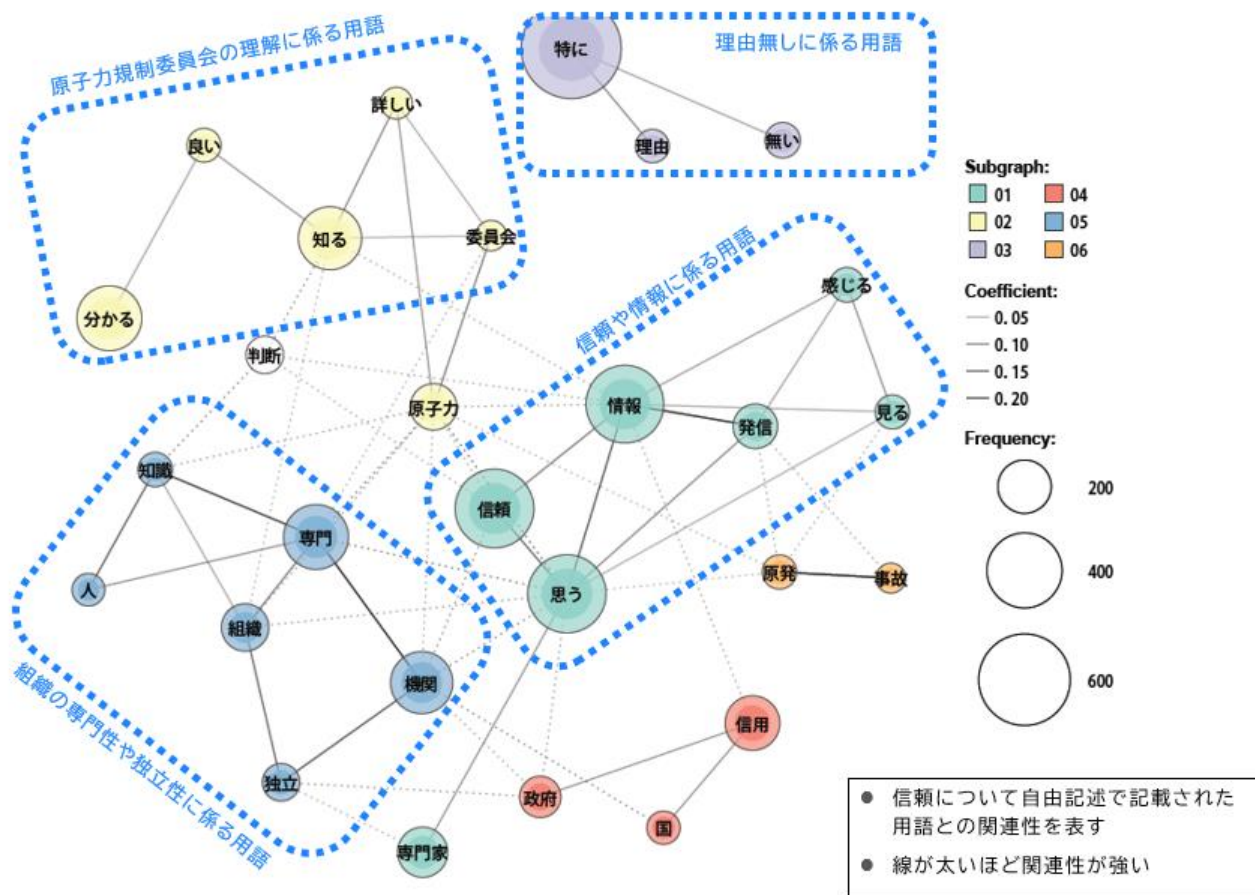 原子力規制委員会の理解に係る用語
特に
理由無しに係る用語
詳しい
良い
理由
無い
知る
委員会
分かる
判断
原子力
信頼や情報に係る用語
感じる
情報
発信
見る
信頼
思う
原発
事故
知識
専門
人
組織
機関
独立
組織の専門性や独立性に係る用語
信用
政府
国
専門家
Subgraph:
01 04
02 05
03 06
Coefficient:
0.05
0.10
0.15
0.20
Frequency:
200
400
600
● 信頼について自由記述で記載された
用語との関連性を表す
● 線が太いほど関連性が強い